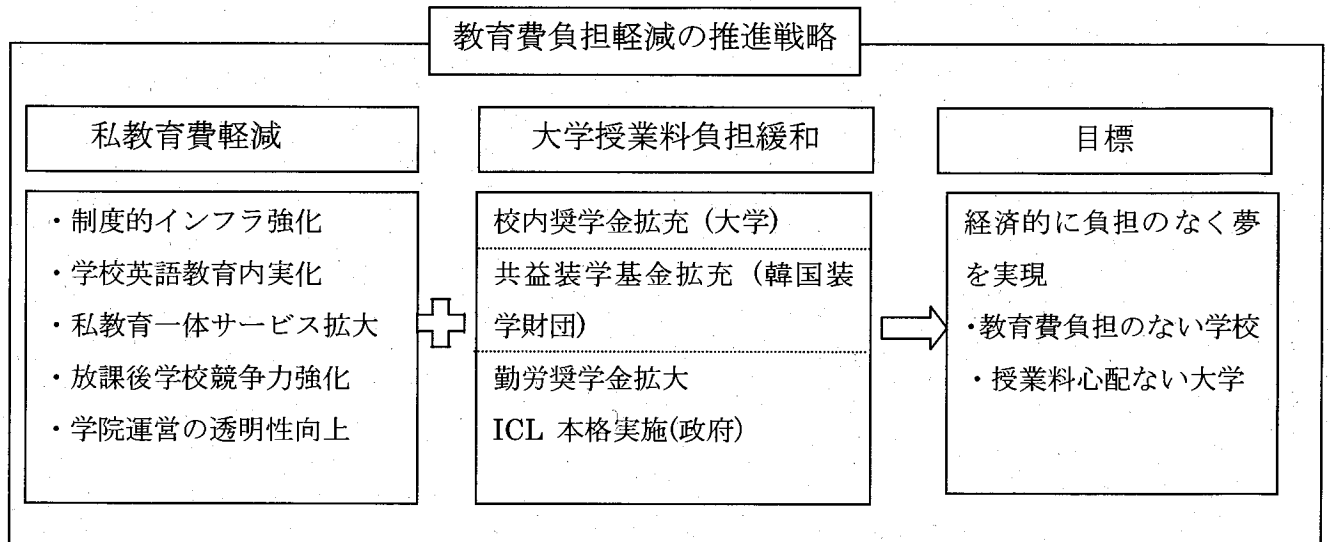 教育費負担軽減の推進戦略
私教育費軽減
・制度的インフラ強化
・学校英語教育内実化
・私教育一体サービス拡大
・放課後学校競争力強化
・学院運営の透明性向上
大学授業料負担緩和
校内奨学金拡充 (大学)
共益装学基金拡充 (韓国装
学財団)
勤労奨学金拡大
ICL 本格実施(政府)
目標
経済的に負担のなく夢
を実現
・教育費負担のない学校
・授業料心配ない大学